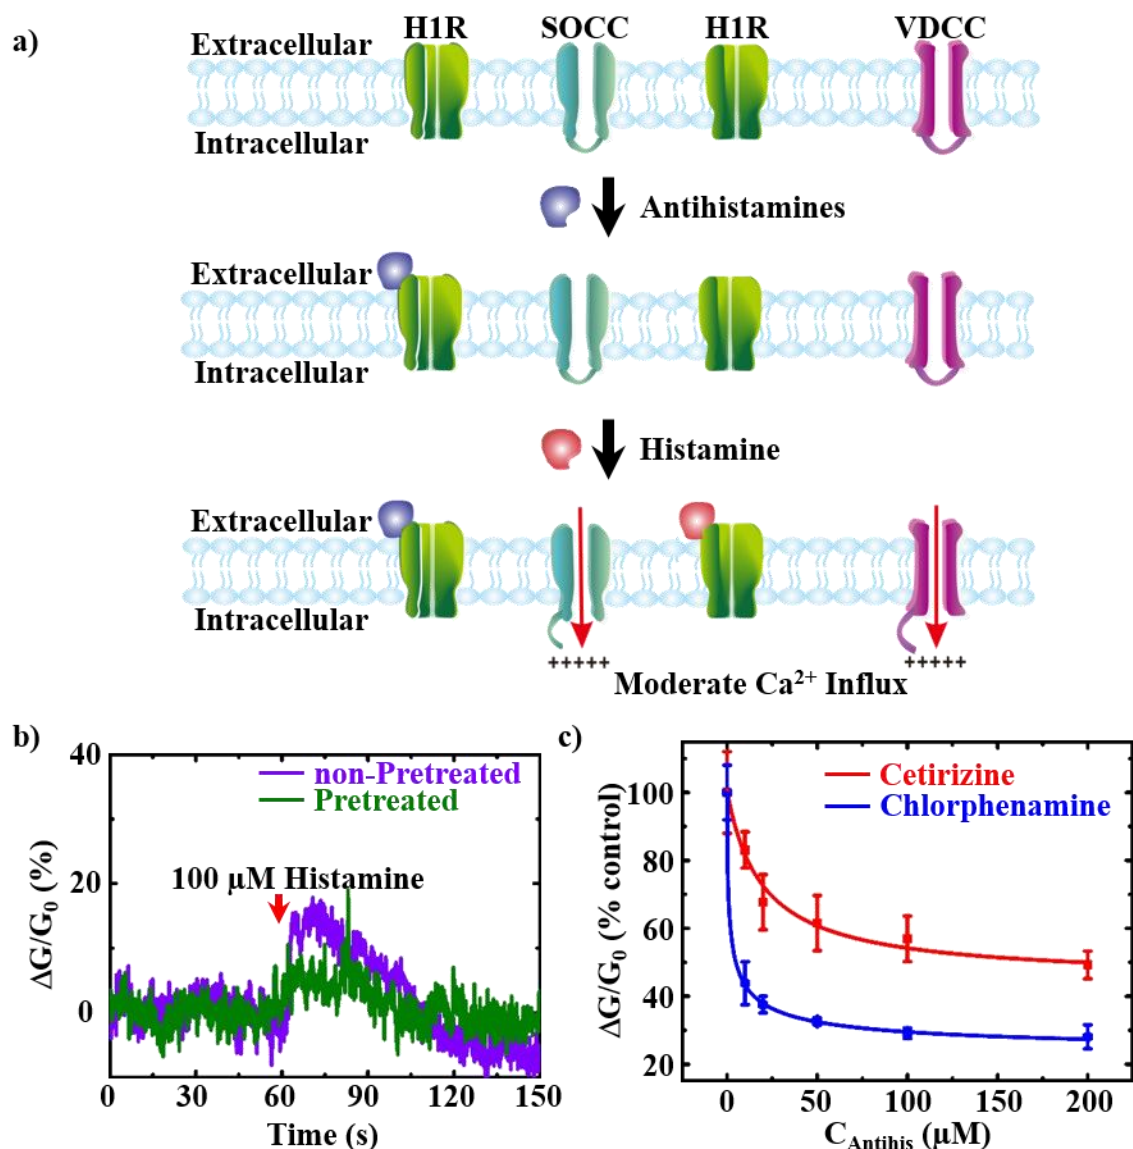 a)
H1R SOCC H1R VDCC
Extracellular
Intracellular
Antihistamines
Extracellular
Intracellular
Histamine
Extracellular
Intracellular
+++++ +++++
Moderate Ca²⁺ Influx
b)
40
20
0
ΔG/G₀ (%)
non-Pretreated
Pretreated
100 μM Histamine
0 30 60 90 120 150
Time (s)
c)
100
80
60
40
20
ΔG/G₀ (% control)
Cetirizine
Chlorphenamine
0 50 100 150 200
C_Antihis (μM)